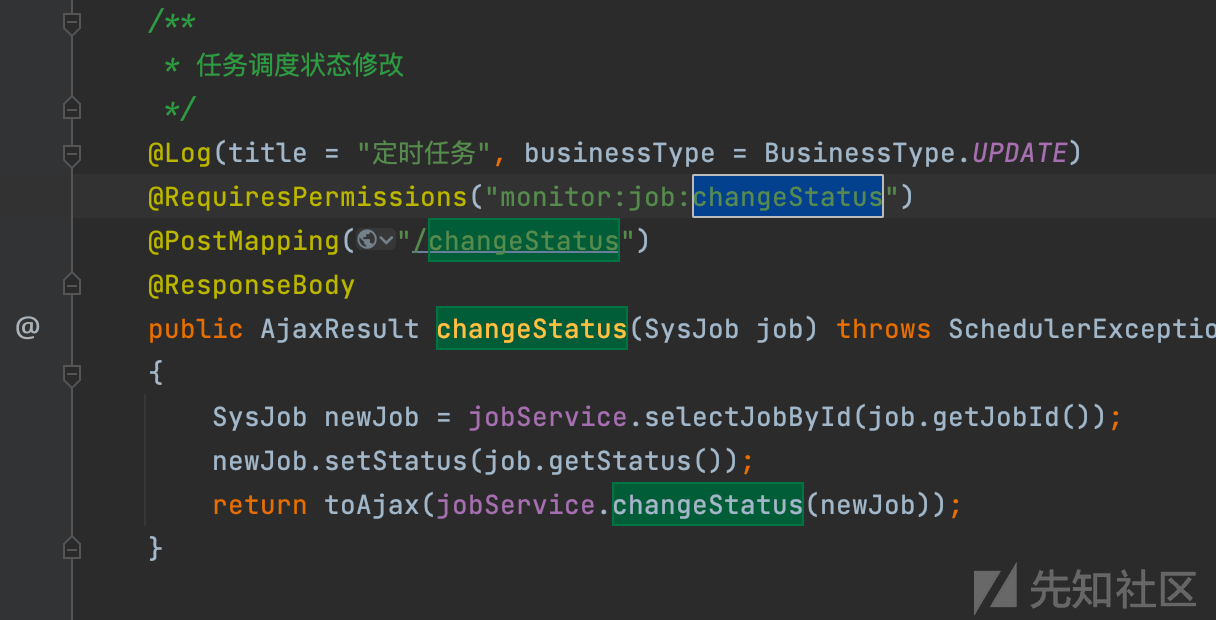 /**
* 任务调度状态修改
*/
@Log(title = "定时任务", businessType = BusinessType.UPDATE)
@RequiresPermissions("monitor:job:changeStatus")
@PostMapping("/changeStatus")
@ResponseBody
@
public AjaxResult changeStatus(SysJob job) throws SchedulerExceptio
{
SysJob newJob = jobService.selectJobById(job.getJobId());
newJob.setStatus(job.getStatus());
return toAjax(jobService.changeStatus(newJob));
}
先知社区